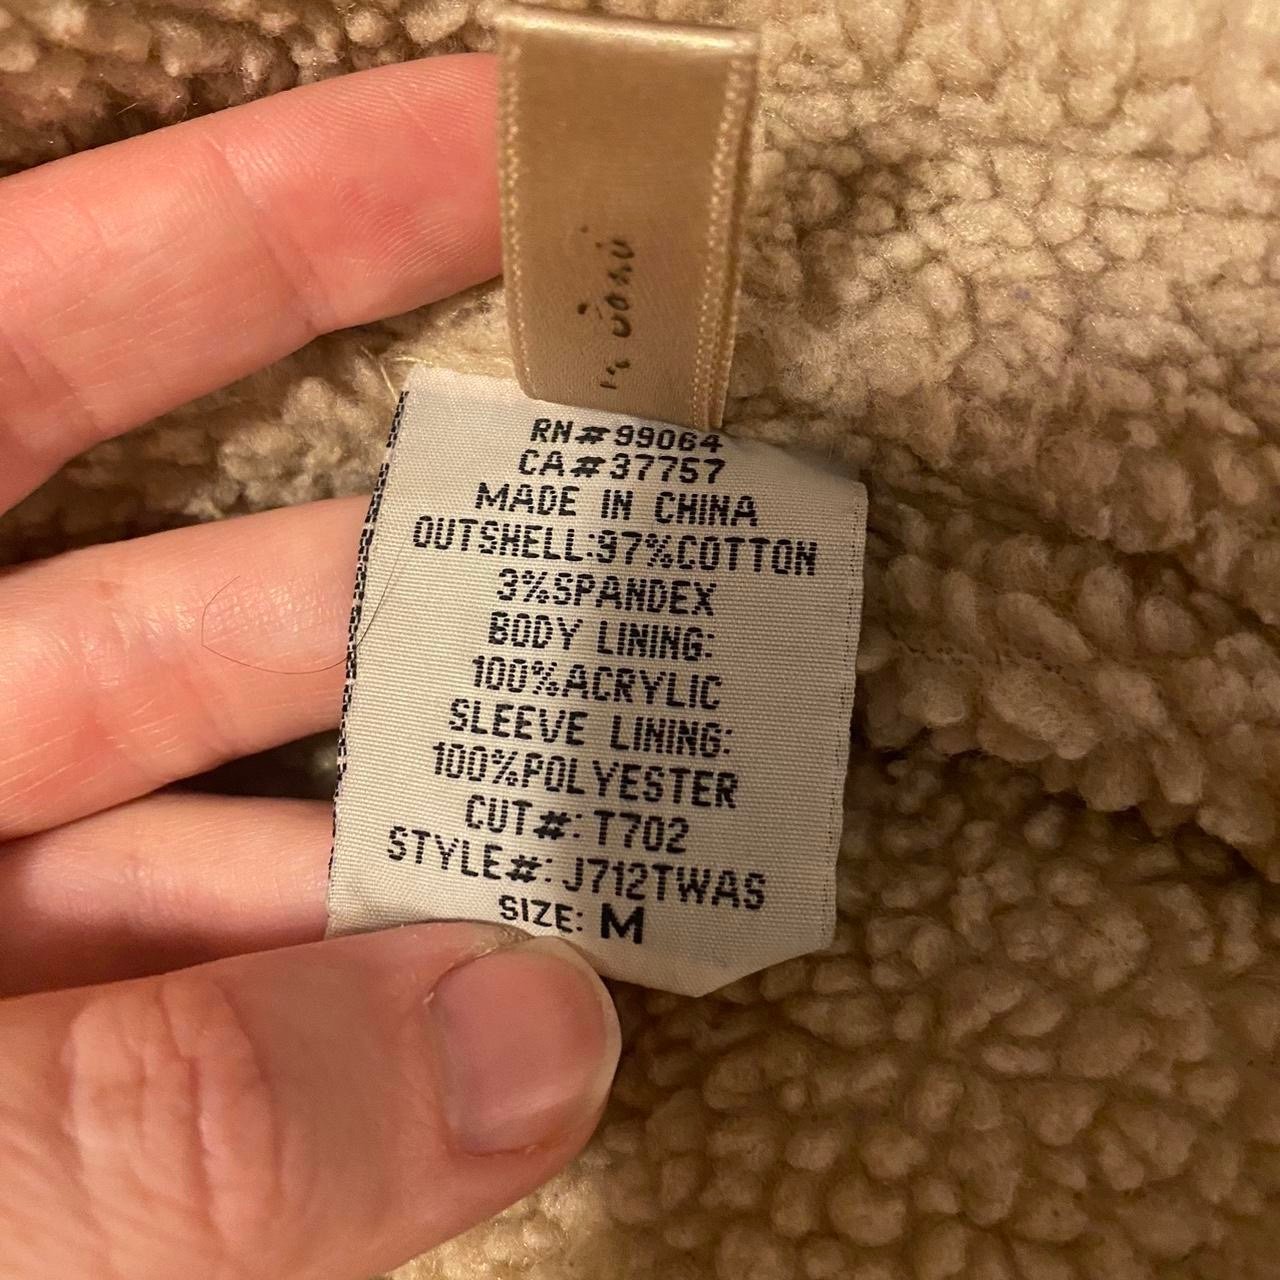 RN#99064
CA#37757
MADE IN CHINA
OUTSHELL:97%COTTON
3%SPANDEX
BODY LINING:
100%ACRYLIC
SLEEVE LINING:
100%POLYESTER
CUT#: T702
STYLE#: J712TWAS
SIZE: M